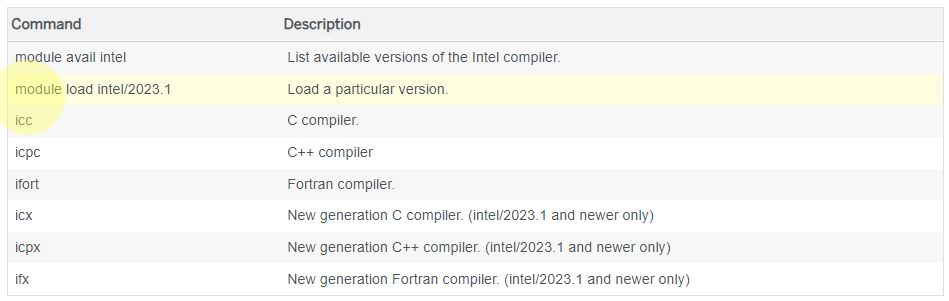 Command Description
module avail intel List available versions of the Intel compiler.
module load intel/2023.1 Load a particular version.
icc C compiler.
icpc C++ compiler
ifort Fortran compiler.
icx New generation C compiler. (intel/2023.1 and newer only)
icpx New generation C++ compiler. (intel/2023.1 and newer only)
ifx New generation Fortran compiler. (intel/2023.1 and newer only)